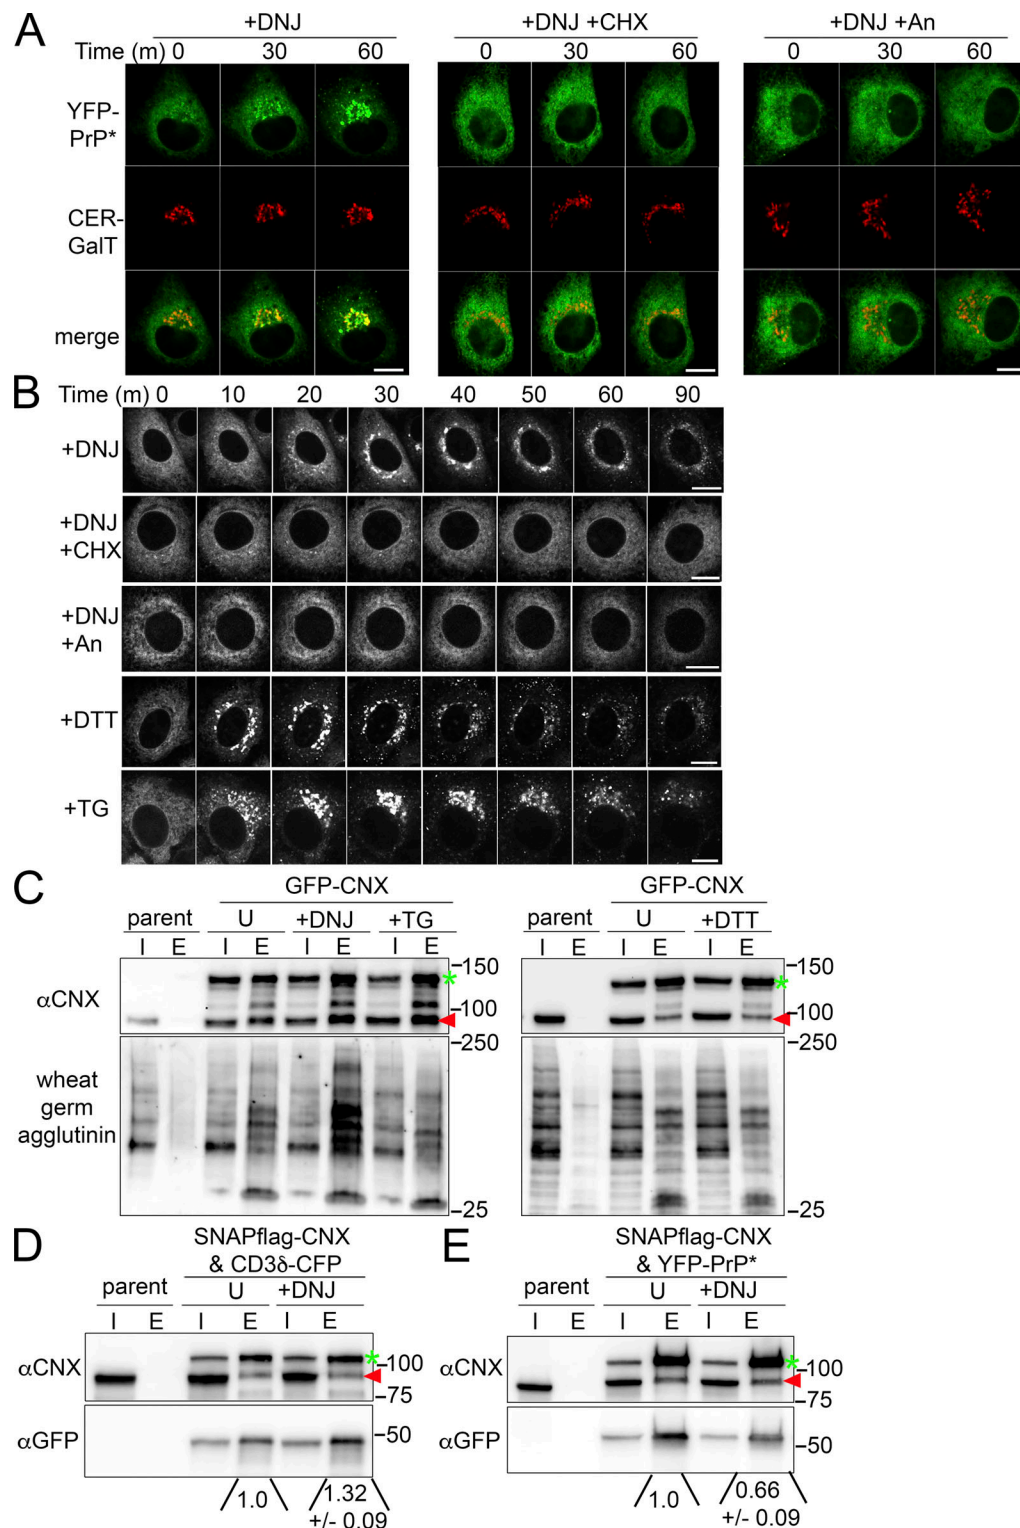 A
+DNJ
+DNJ +CHX
+DNJ +An
Time (m) 0 30 60 0 30 60 0 30 60
YFP-
PrP*
CER-
GalT
merge
B
Time (m) 0 10 20 30 40 50 60 90
+DNJ
+DNJ
+CHX
+DNJ
+An
+DTT
+TG
C
GFP-CNX
parent U +DNJ +TG
I E I E I E I E
αCNX
–150
*
–100
–250
wheat
germ
agglutinin
–25
GFP-CNX
parent U +DTT
I E I E I E
–150
*
–100
–250
–25
D
SNAPflag-CNX
& CD3δ-CFP
parent U +DNJ
I E I E I E
αCNX
*
–100
–75
αGFP
–50
1.0 1.32
+/- 0.09
E
SNAPflag-CNX
& YFP-PrP*
parent U +DNJ
I E I E I E
αCNX
*
–100
–75
αGFP
–50
1.0 0.66
+/- 0.09